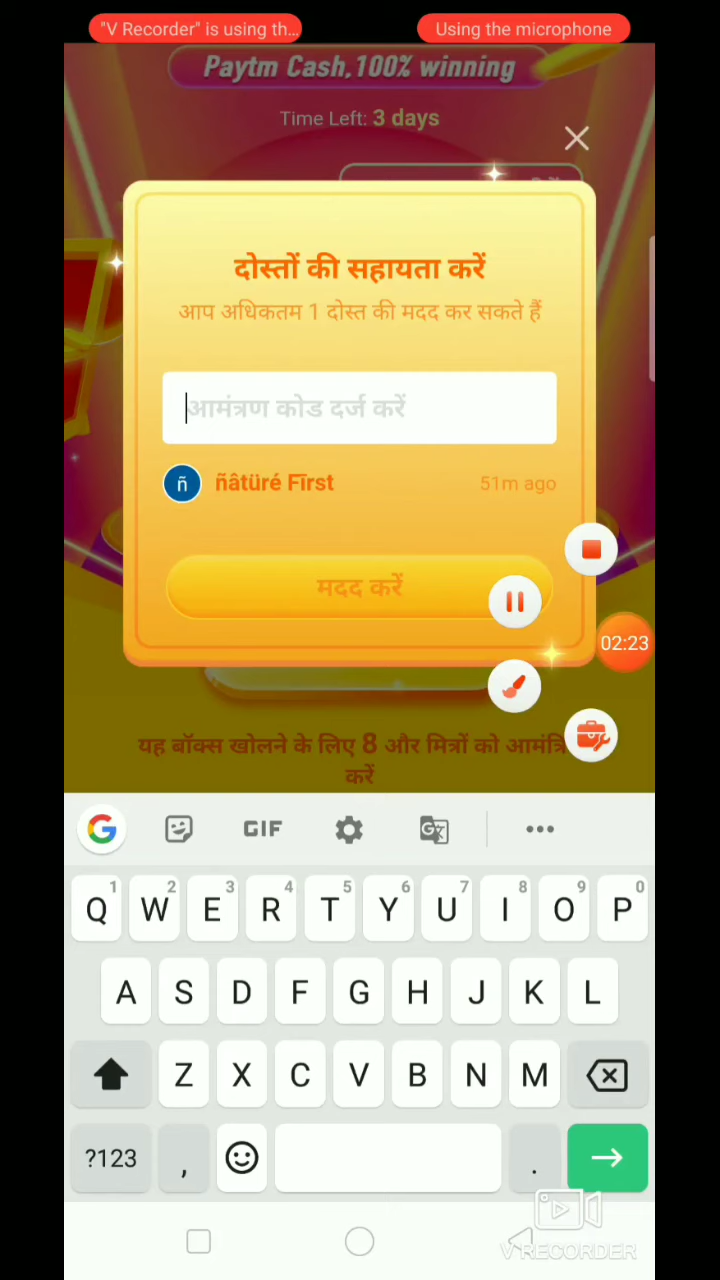 "V Recorder" is using th...
Using the microphone
Paytm Cash,100% winning
Time Left: 3 days
दोस्तों की सहायता करें
आप अधिकतम 1 दोस्त की मदद कर सकते हैं
आमंत्रण कोड दर्ज करें
ñ ñâtüré Fīrst 51m ago
मदद करें
02:23
यह बॉक्स खोलने के लिए 8 और मित्रों को आमंत्रि
करें
G GIF G
1 2 3 4 5 6 7 8 9 0
Q W E R T Y U I O P
A S D F G H J K L
Z X C V B N M
?123 , .
V RECORDER